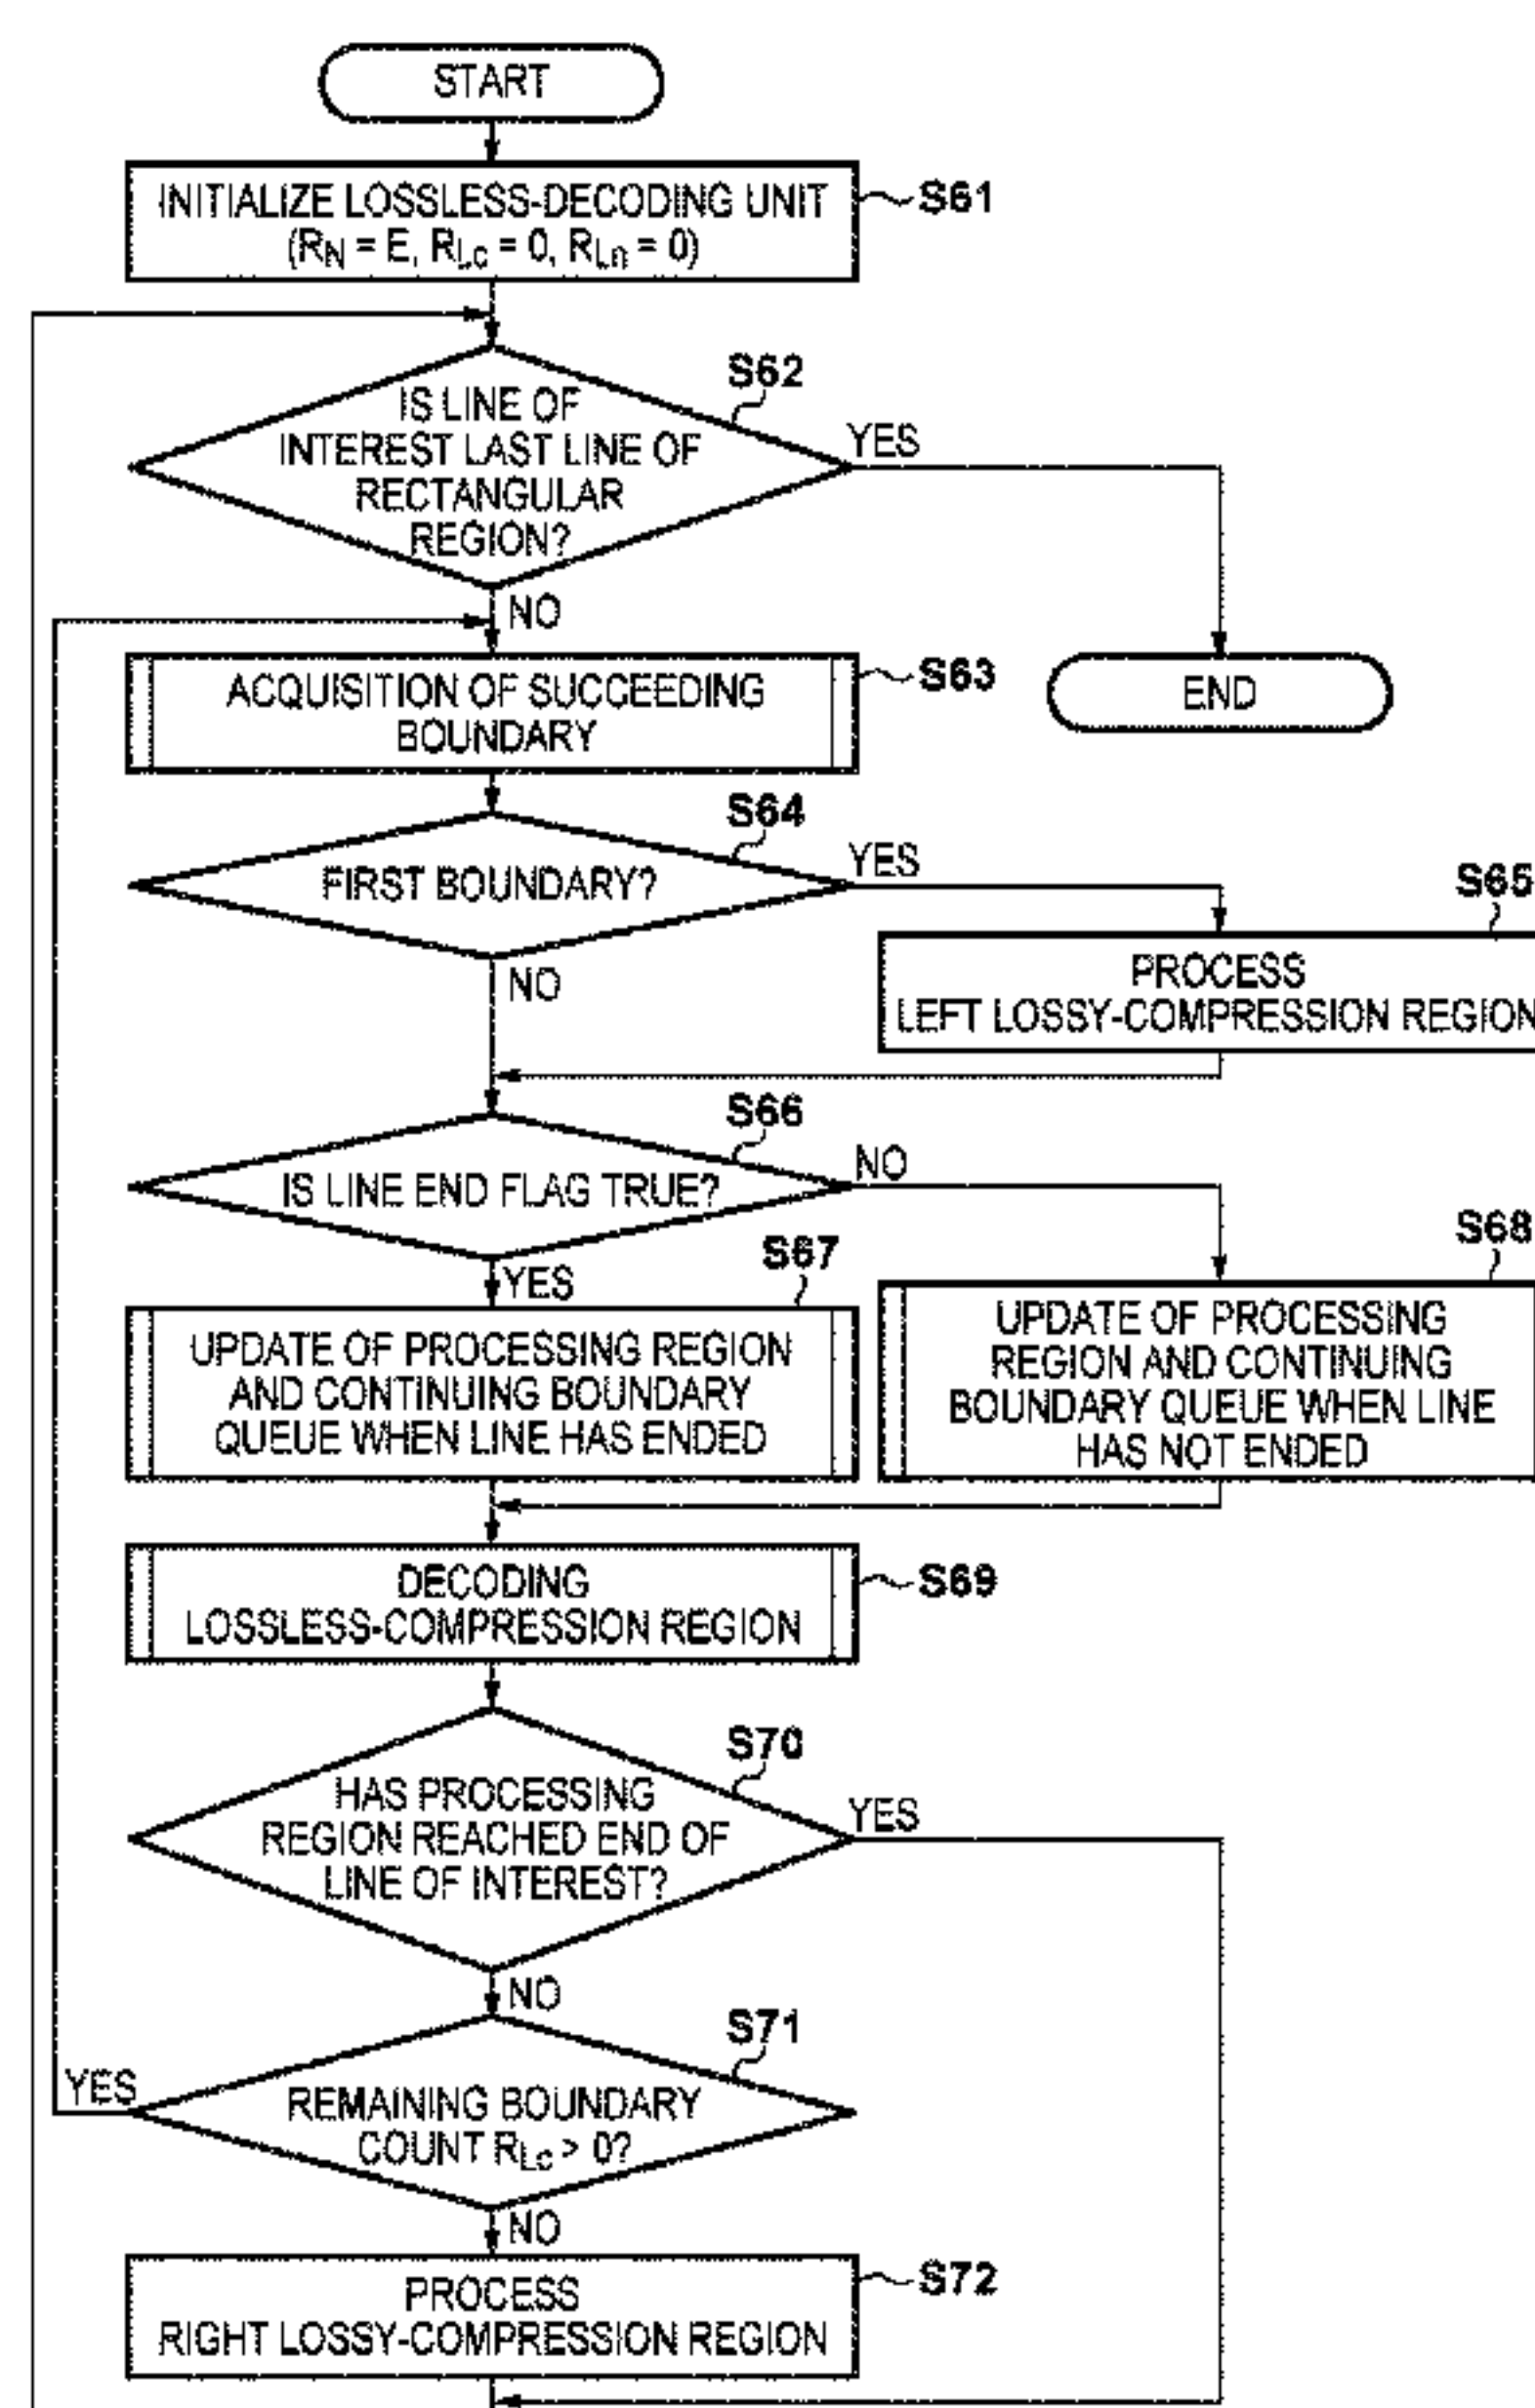 START
INITIALIZE LOSSLESS-DECODING UNIT
(RN = E, RLc = 0, RLn = 0)
S61
S62
IS LINE OF
INTEREST LAST LINE OF
RECTANGULAR
REGION?
YES
NO
ACQUISITION OF SUCCEEDING
BOUNDARY
S63
END
S64
FIRST BOUNDARY?
YES
NO
S65
PROCESS
LEFT LOSSY-COMPRESSION REGION
S66
IS LINE END FLAG TRUE?
NO
YES
S67
UPDATE OF PROCESSING REGION
AND CONTINUING BOUNDARY
QUEUE WHEN LINE HAS ENDED
S68
UPDATE OF PROCESSING
REGION AND CONTINUING
BOUNDARY QUEUE WHEN LINE
HAS NOT ENDED
DECODING
LOSSLESS-COMPRESSION REGION
S69
S70
HAS PROCESSING
REGION REACHED END OF
LINE OF INTEREST?
YES
NO
S71
YES
REMAINING BOUNDARY
COUNT RLc > 0?
NO
PROCESS
RIGHT LOSSY-COMPRESSION REGION
S72